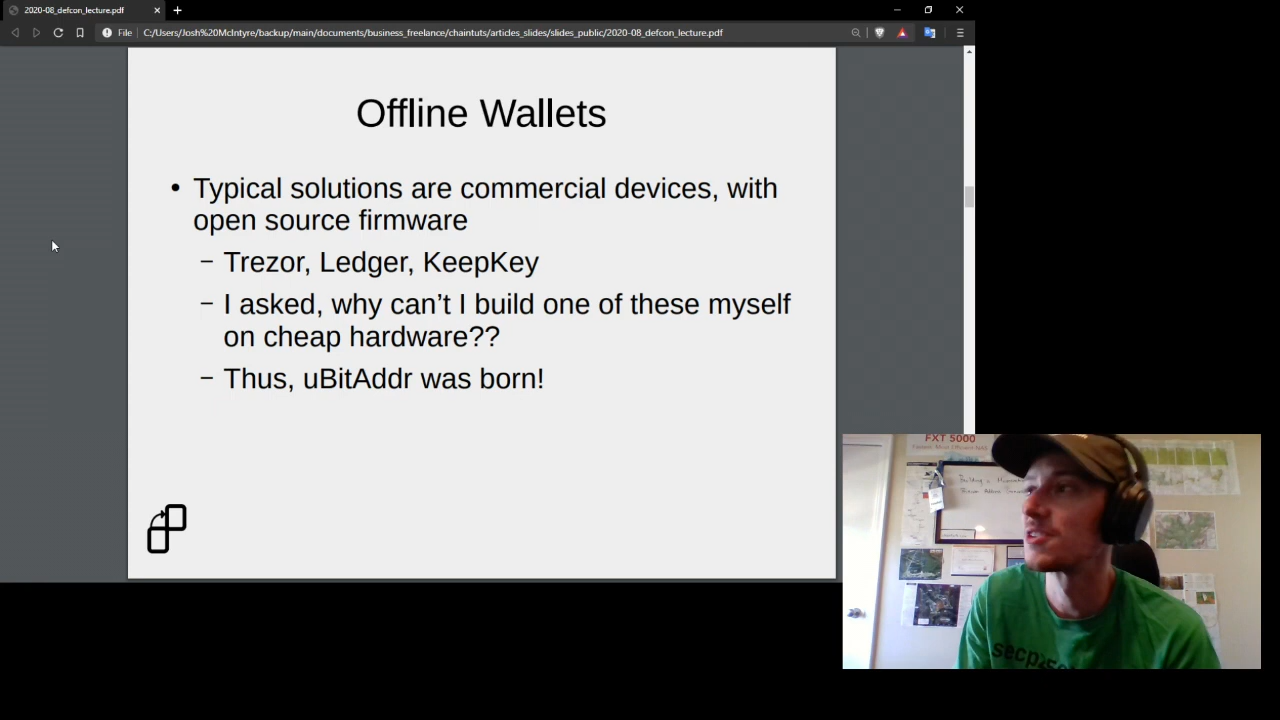 2020-08_defcon_lecture.pdf
File
C:/Users/Josh%20McIntyre/backup/main/documents/business_freelance/chaintuts/articles_slides/slides_public/2020-08_defcon_lecture.pdf
Offline Wallets
• Typical solutions are commercial devices, with
open source firmware
– Trezor, Ledger, KeepKey
– I asked, why can’t I build one of these myself
on cheap hardware??
– Thus, uBitAddr was born!
FXT 5000
Building a